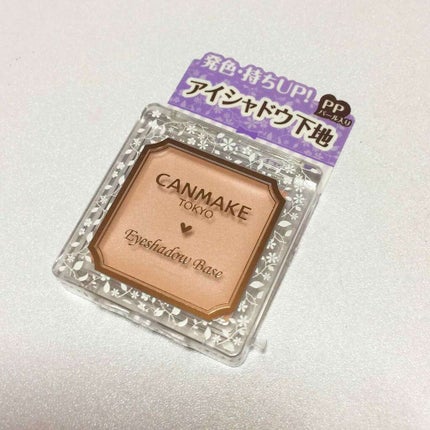 発色・持ちUP!
アイシャドウ下地
PP
パール入り
CANMAKE
TOKYO
Eyeshadow Base